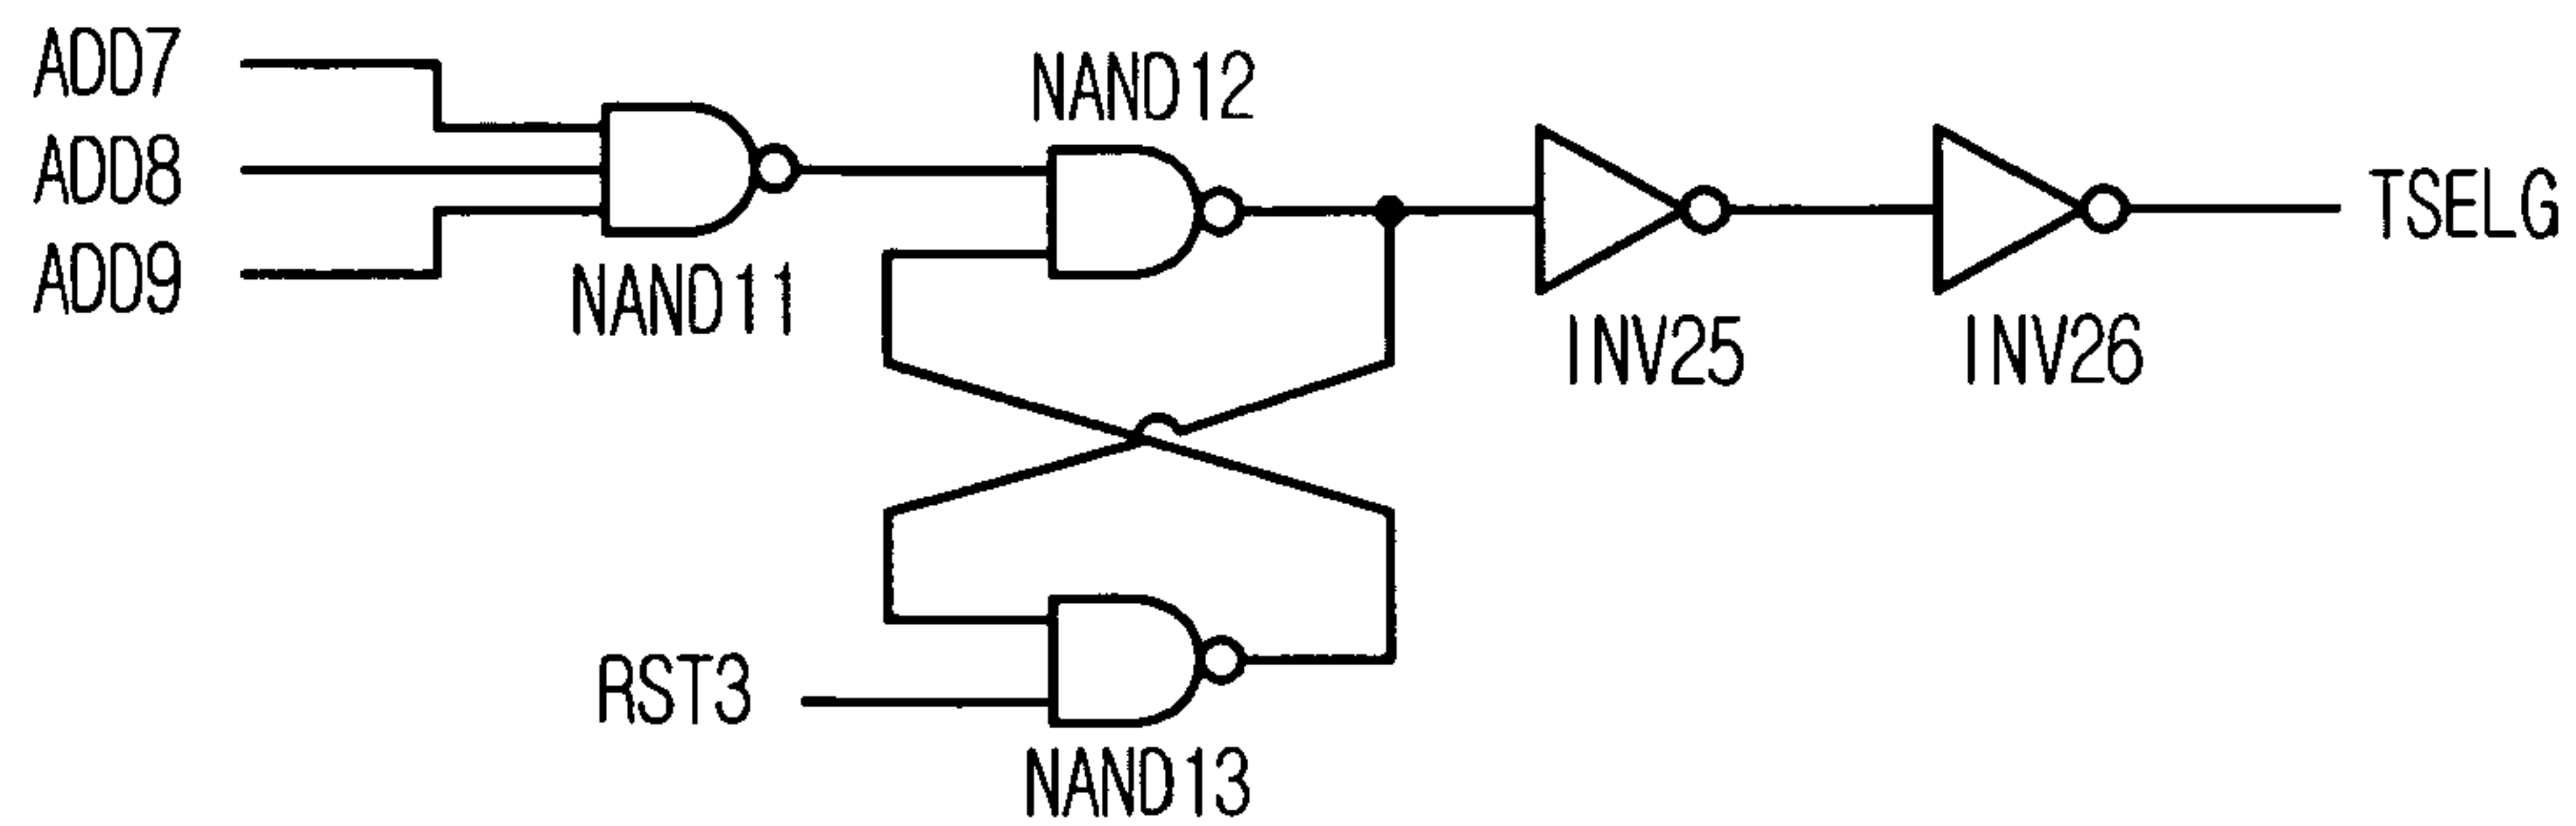 ADD7
ADD8
ADD9
NAND11
NAND12
INV25
INV26
TSELG
RST3
NAND13